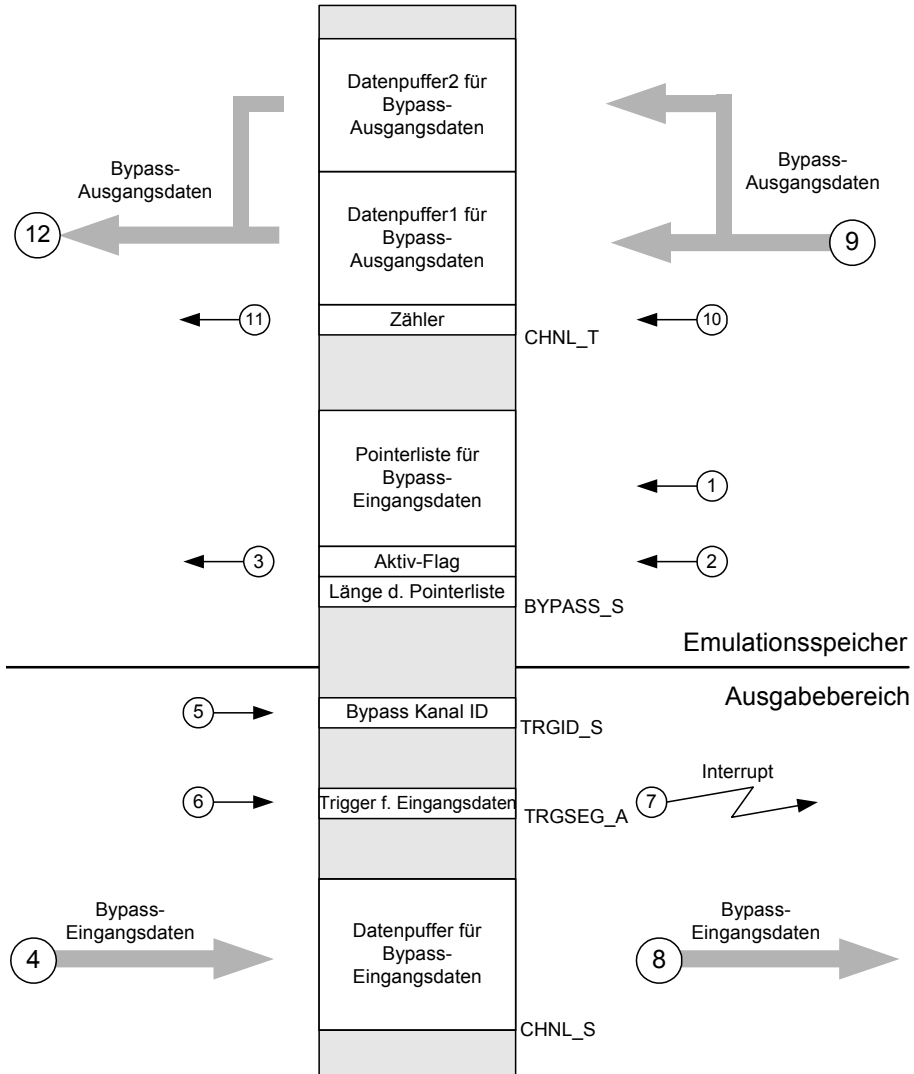 Datenpuffer2 für
Bypass-
Ausgangsdaten
Bypass-
Ausgangsdaten
Bypass-
Ausgangsdaten
12
Datenpuffer1 für
Bypass-
Ausgangsdaten
9
11
Zähler
10
CHNL_T
Pointerliste für
Bypass-
Eingangsdaten
1
3
Aktiv-Flag
2
Länge d. Pointerliste
BYPASS_S
Emulationsspeicher
Ausgabebereich
5
Bypass Kanal ID
TRGID_S
Interrupt
6
Trigger f. Eingangsdaten
7
TRGSEG_A
Bypass-
Eingangsdaten
4
Datenpuffer für
Bypass-
Eingangsdaten
Bypass-
Eingangsdaten
8
CHNL_S